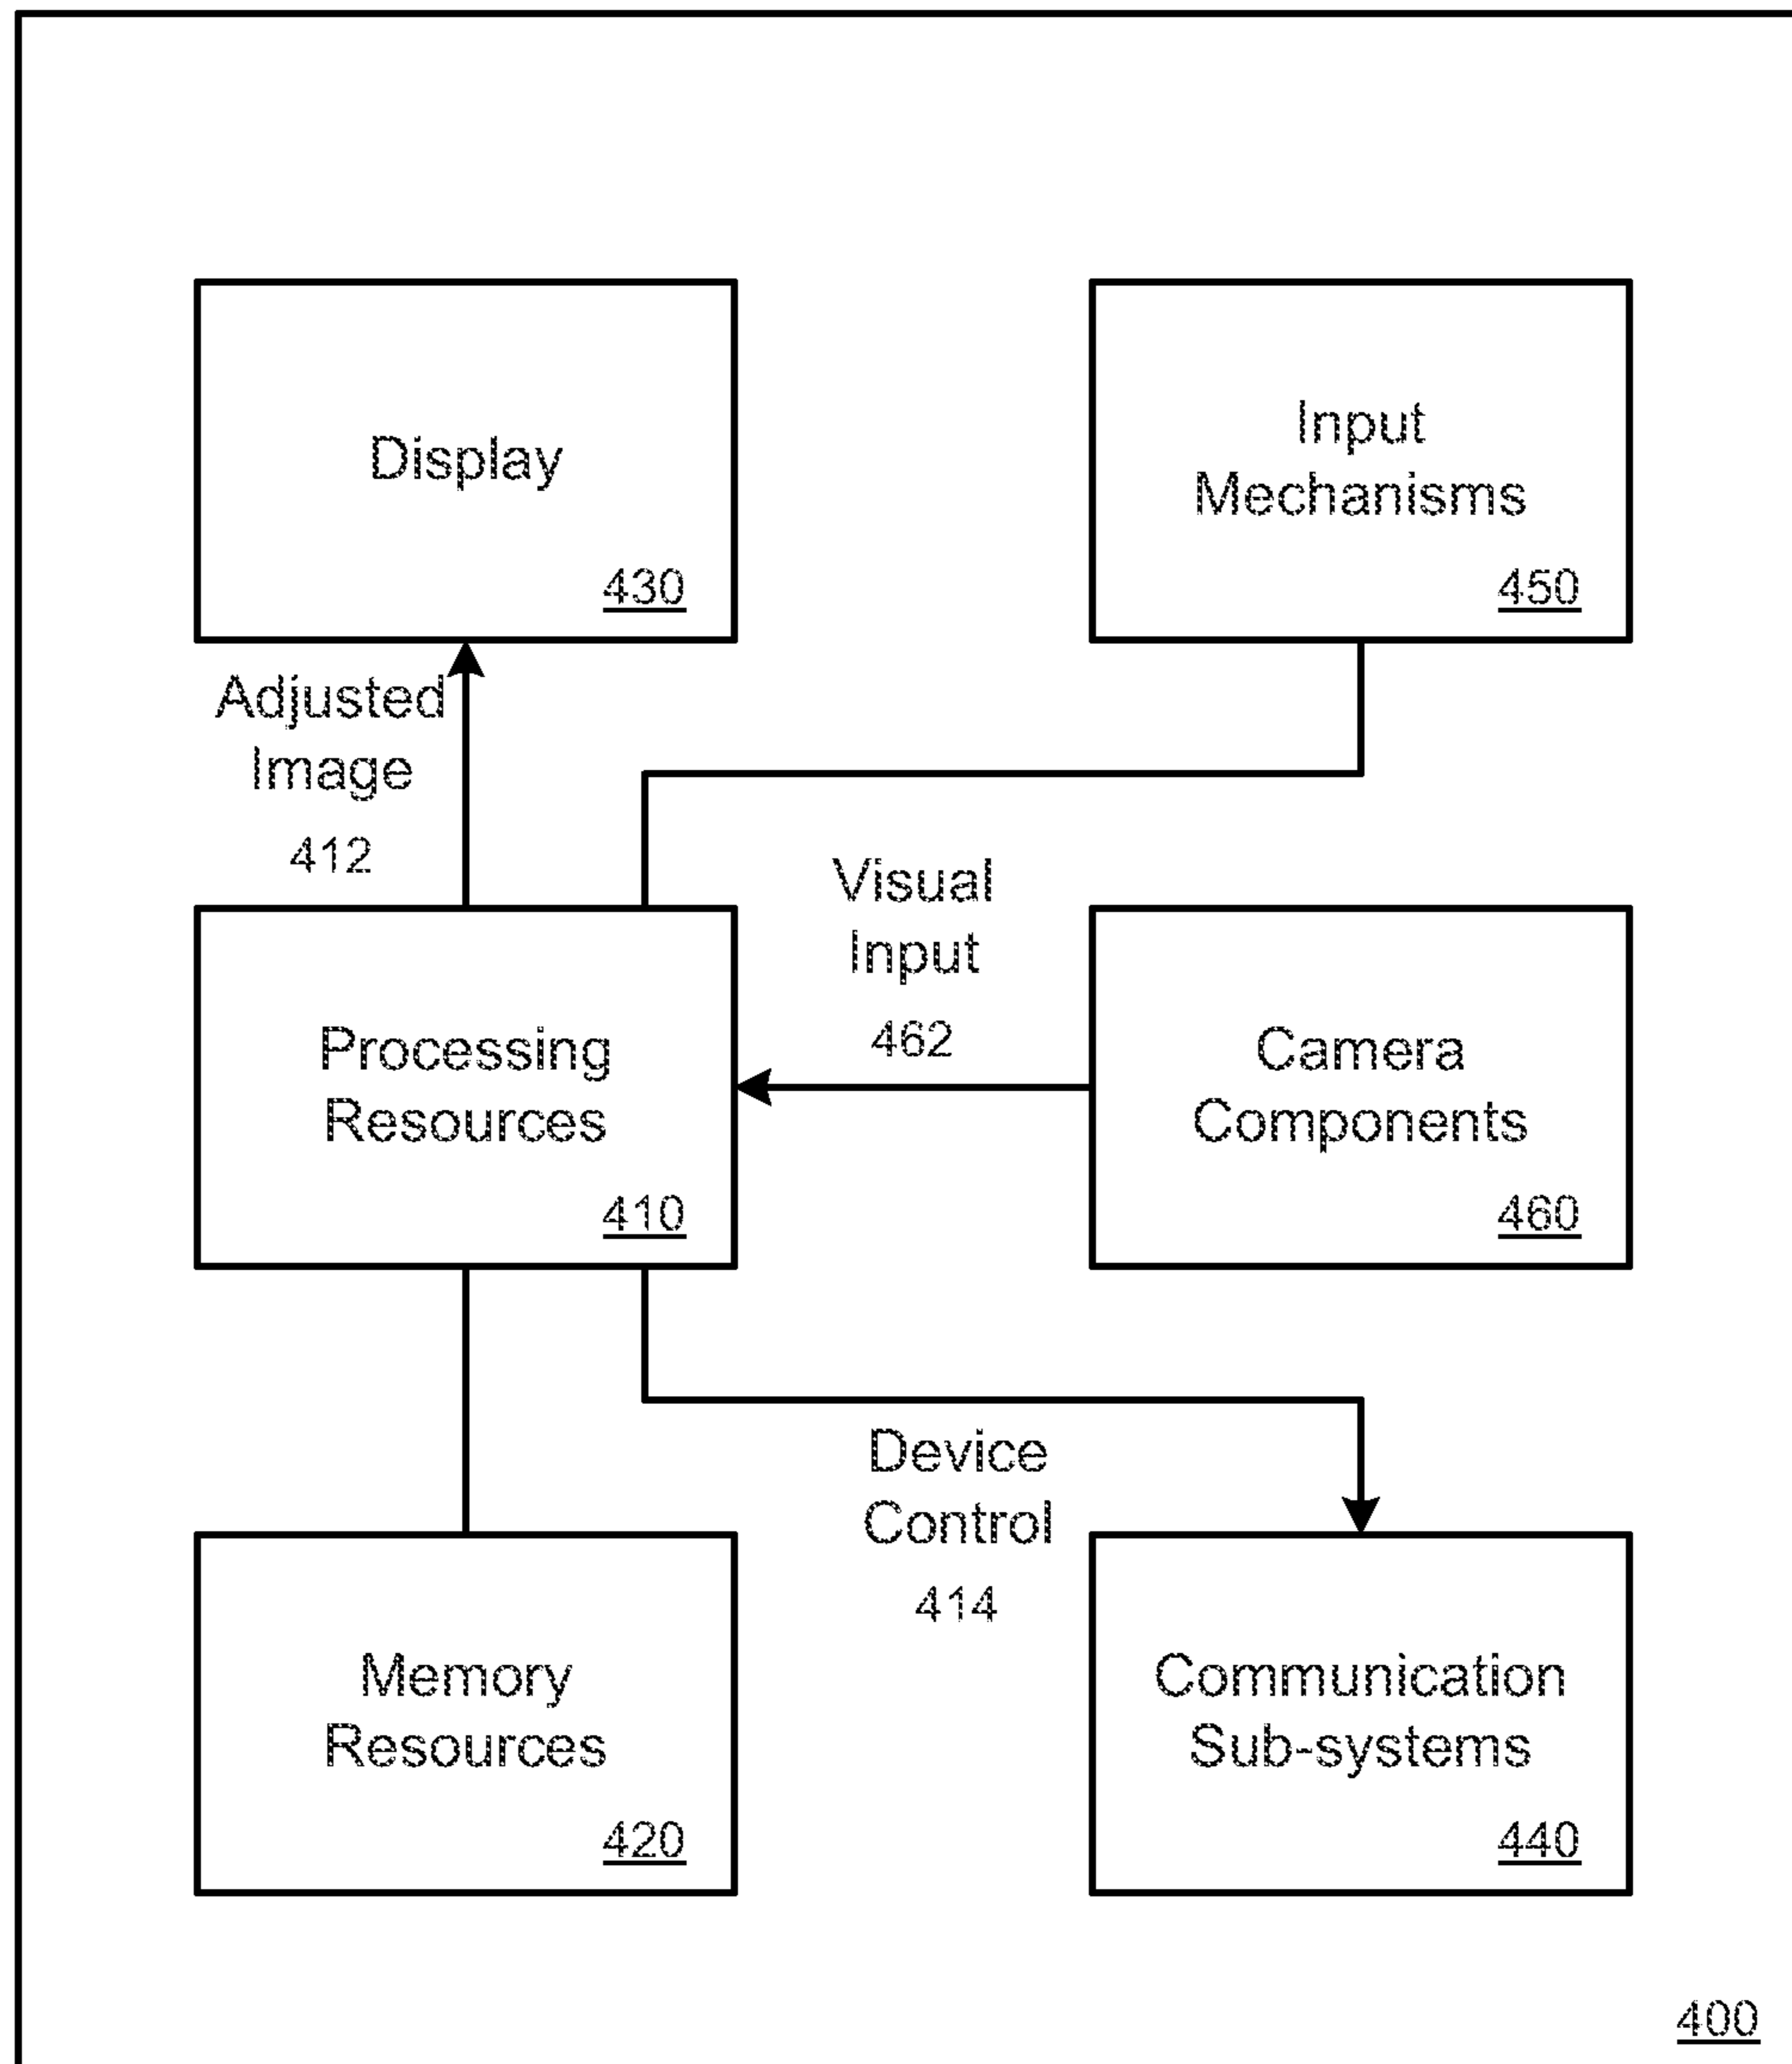 Display
430
Input
Mechanisms
450
Adjusted
Image
412
Visual
Input
462
Processing
Resources
410
Camera
Components
460
Device
Control
414
Memory
Resources
420
Communication
Sub-systems
440
400